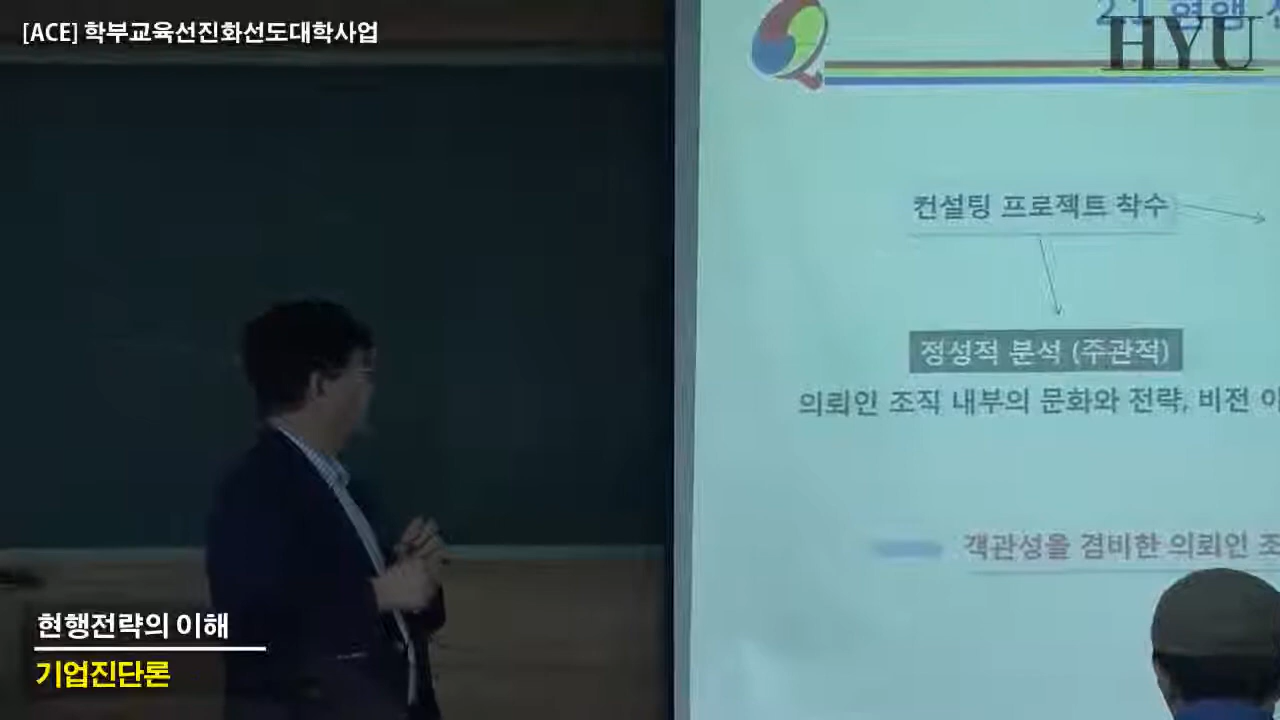 [ACE] 학부교육선진화선도대학사업
HYU
컨설팅 프로젝트 착수
정성적 분석 (주관적)
의뢰인 조직 내부의 문화와 전략, 비전
객관성을 겸비한 의뢰인
현행전략의 이해
기업진단론